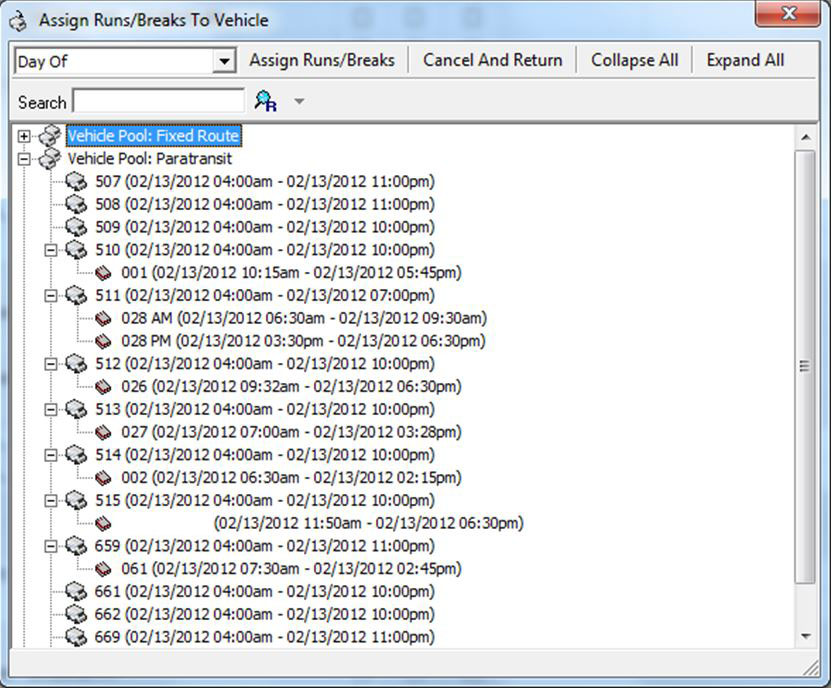 Assign Runs/Breaks To Vehicle
Day Of Assign Runs/Breaks Cancel And Return Collapse All Expand All
Search R
Vehicle Pool: Fixed Route
Vehicle Pool: Paratransit
507 (02/13/2012 04:00am - 02/13/2012 11:00pm)
508 (02/13/2012 04:00am - 02/13/2012 11:00pm)
509 (02/13/2012 04:00am - 02/13/2012 10:00pm)
510 (02/13/2012 04:00am - 02/13/2012 10:00pm)
001 (02/13/2012 10:15am - 02/13/2012 05:45pm)
511 (02/13/2012 04:00am - 02/13/2012 07:00pm)
028 AM (02/13/2012 06:30am - 02/13/2012 09:30am)
028 PM (02/13/2012 03:30pm - 02/13/2012 06:30pm)
512 (02/13/2012 04:00am - 02/13/2012 10:00pm)
026 (02/13/2012 09:32am - 02/13/2012 06:30pm)
513 (02/13/2012 04:00am - 02/13/2012 10:00pm)
027 (02/13/2012 07:00am - 02/13/2012 03:28pm)
514 (02/13/2012 04:00am - 02/13/2012 10:00pm)
002 (02/13/2012 06:30am - 02/13/2012 02:15pm)
515 (02/13/2012 04:00am - 02/13/2012 10:00pm)
(02/13/2012 11:50am - 02/13/2012 06:30pm)
659 (02/13/2012 04:00am - 02/13/2012 11:00pm)
061 (02/13/2012 07:30am - 02/13/2012 02:45pm)
661 (02/13/2012 04:00am - 02/13/2012 10:00pm)
662 (02/13/2012 04:00am - 02/13/2012 10:00pm)
669 (02/13/2012 04:00am - 02/13/2012 11:00pm)